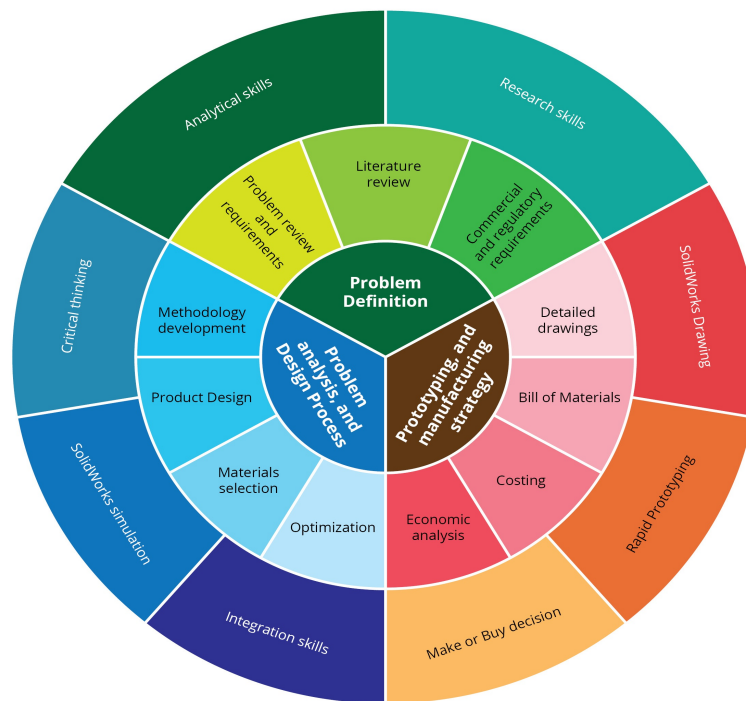 Analytical skills
Research skills
Problem review
and
requirements
Literature
review
Commercial
and regulatory
requirements
Problem
Definition
Critical thinking
Methodology
development
Detailed
drawings
SolidWorks Drawing
Problem
analysis, and
Design Process
Prototyping, and
manufacturing
strategy
Product Design
Bill of Materials
Materials
selection
Costing
SolidWorks simulation
Rapid Prototyping
Optimization
Economic
analysis
Integration skills
Make or Buy decision